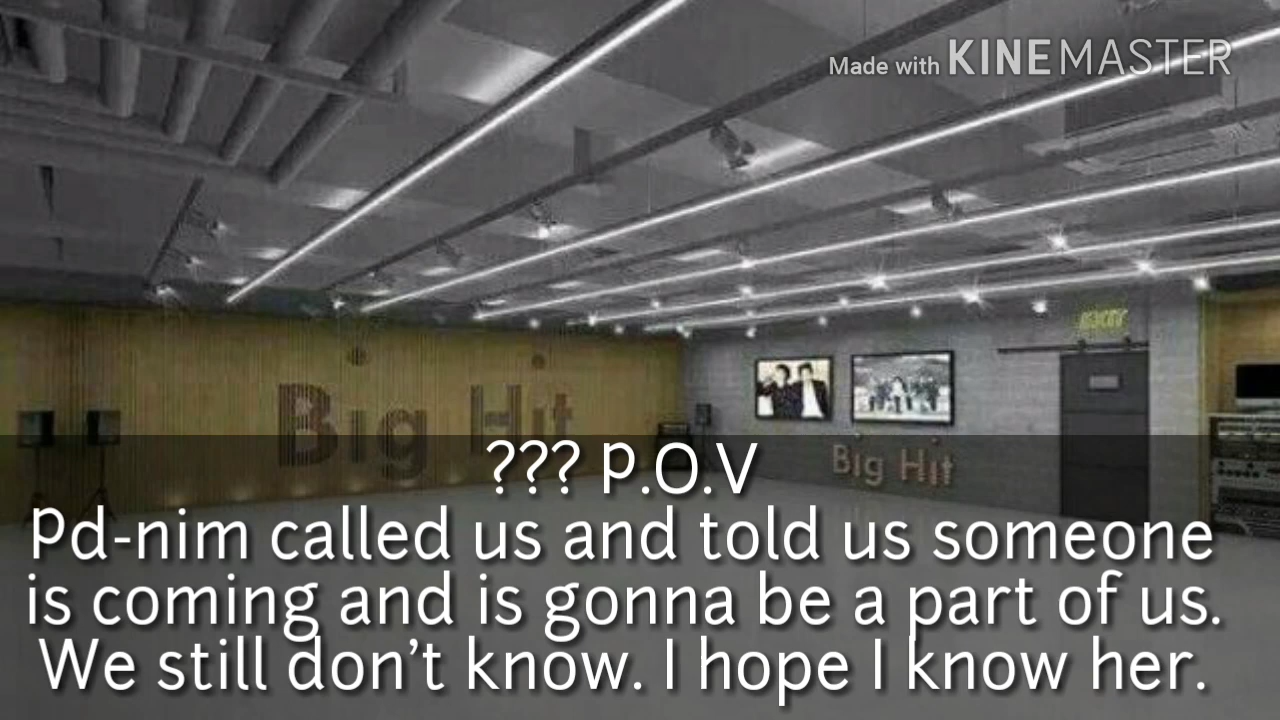 Made with KINEMASTER
EXIT
Big Hit
Big Hit
??? P.O.V
Pd-nim called us and told us someone
is coming and is gonna be a part of us.
We still don't know. I hope I know her.